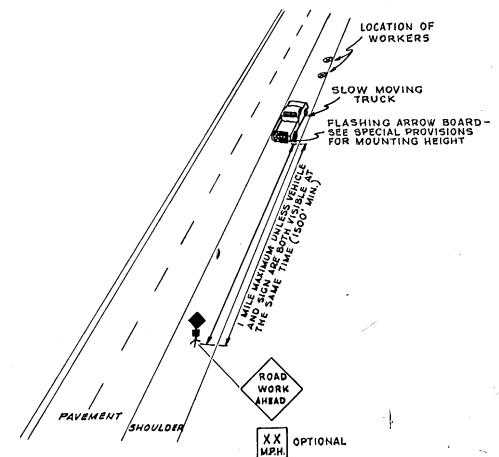 LOCATION OF
WORKERS
SLOW MOVING
TRUCK
FLASHING ARROW BOARD-
SEE SPECIAL PROVISIONS
FOR MOUNTING HEIGHT
1 MILE MAXIMUM UNLESS VEHICLE
AND SIGN ARE BOTH VISIBLE AT
THE SAME TIME (1500' MIN.)
ROAD
WORK
AHEAD
PAVEMENT
SHOULDER
XX
M.P.H.
OPTIONAL